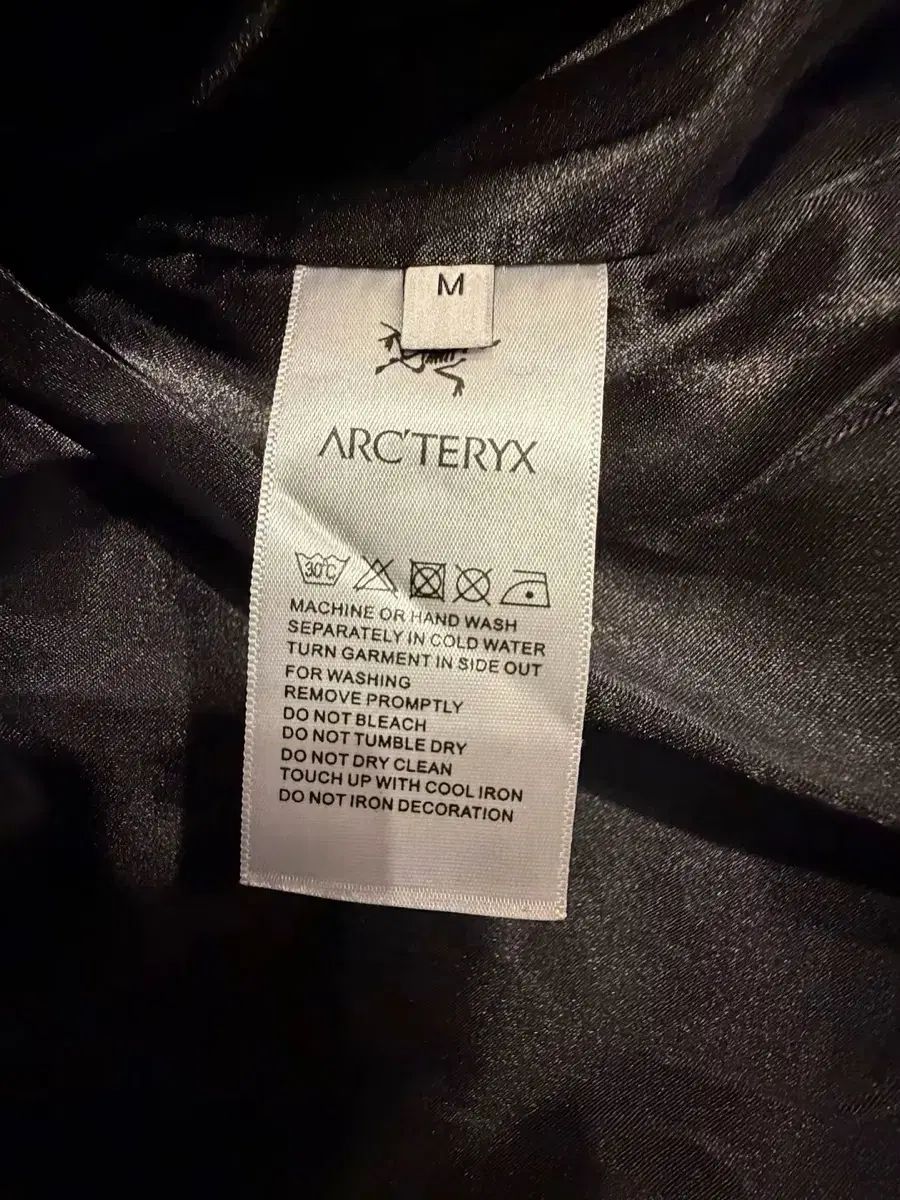 M
ARC'TERYX
30°C
MACHINE OR HAND WASH
SEPARATELY IN COLD WATER
TURN GARMENT IN SIDE OUT
FOR WASHING
REMOVE PROMPTLY
DO NOT BLEACH
DO NOT TUMBLE DRY
DO NOT DRY CLEAN
TOUCH UP WITH COOL IRON
DO NOT IRON DECORATION